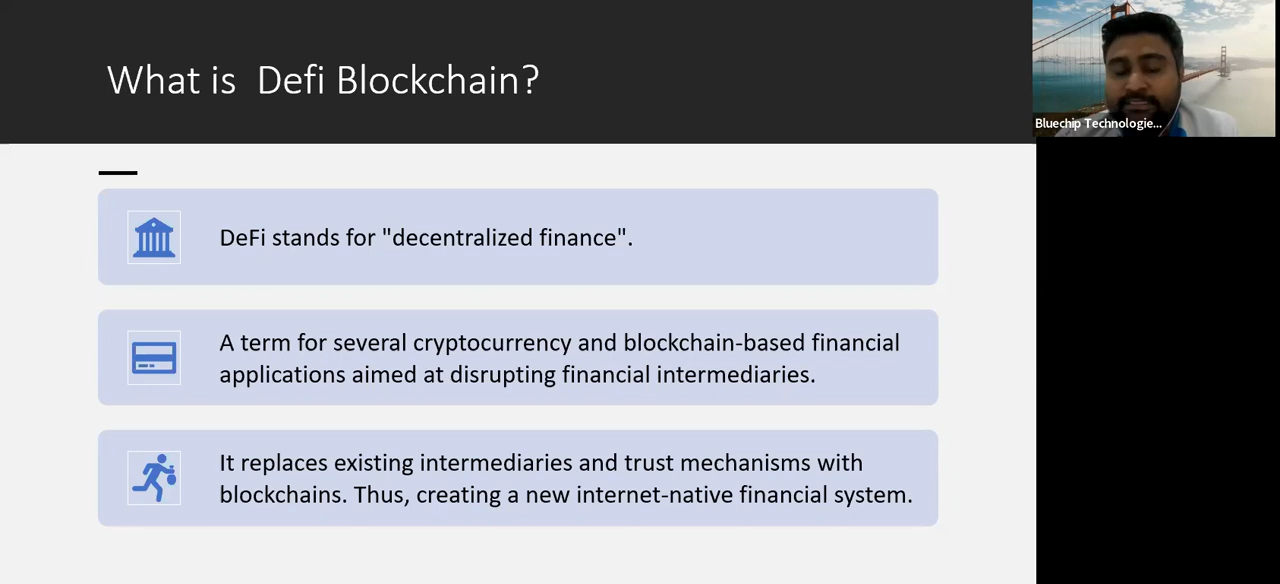 What is  Defi Blockchain?
Bluechip Technologie...
DeFi stands for "decentralized finance".
A term for several cryptocurrency and blockchain-based financial
applications aimed at disrupting financial intermediaries.
It replaces existing intermediaries and trust mechanisms with
blockchains. Thus, creating a new internet-native financial system.